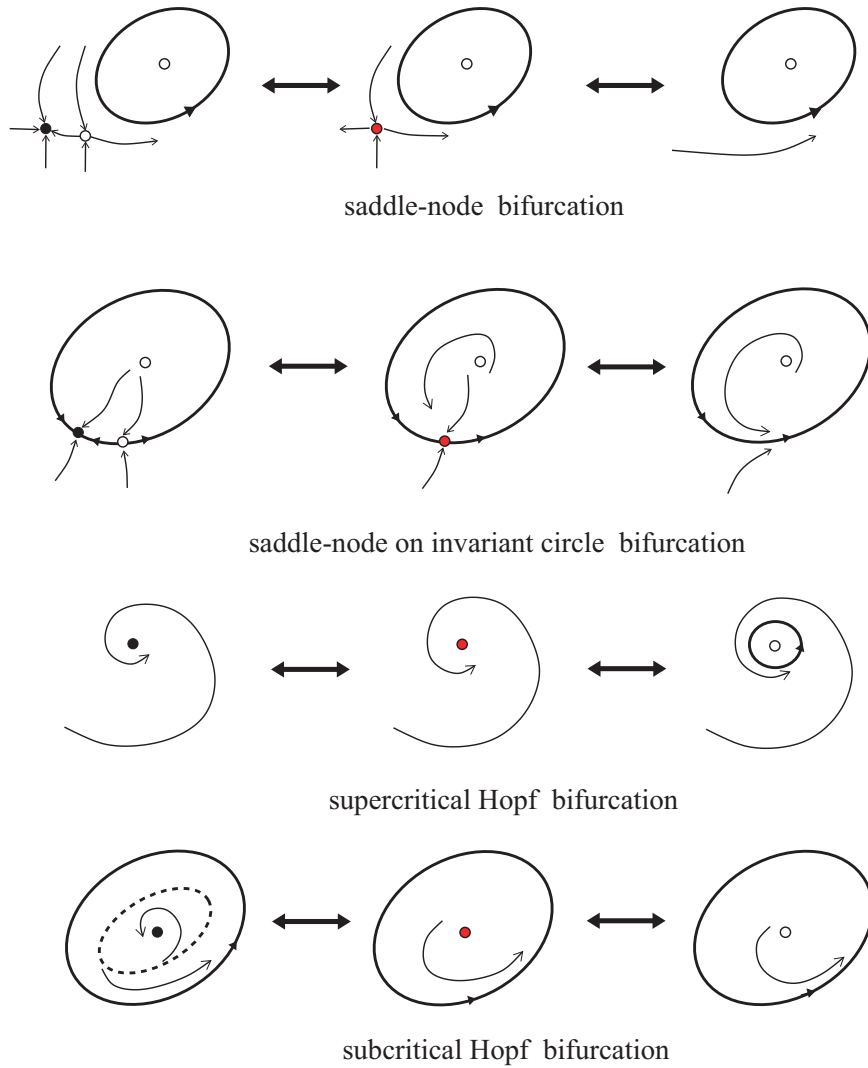 saddle-node bifurcation
saddle-node on invariant circle bifurcation
supercritical Hopf bifurcation
subcritical Hopf bifurcation